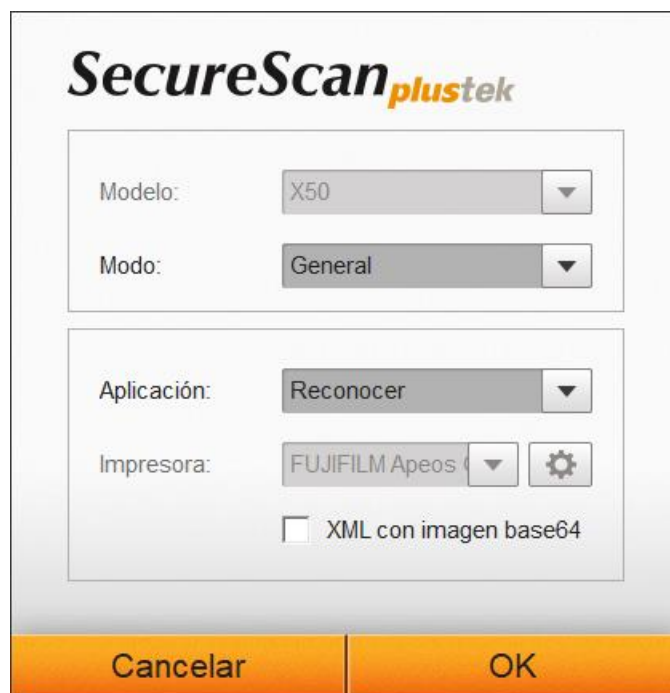 SecureScan plustek
Modelo: X50
Modo: General
Aplicación: Reconocer
Impresora: FUJIFILM Apeos
XML con imagen base64
Cancelar OK